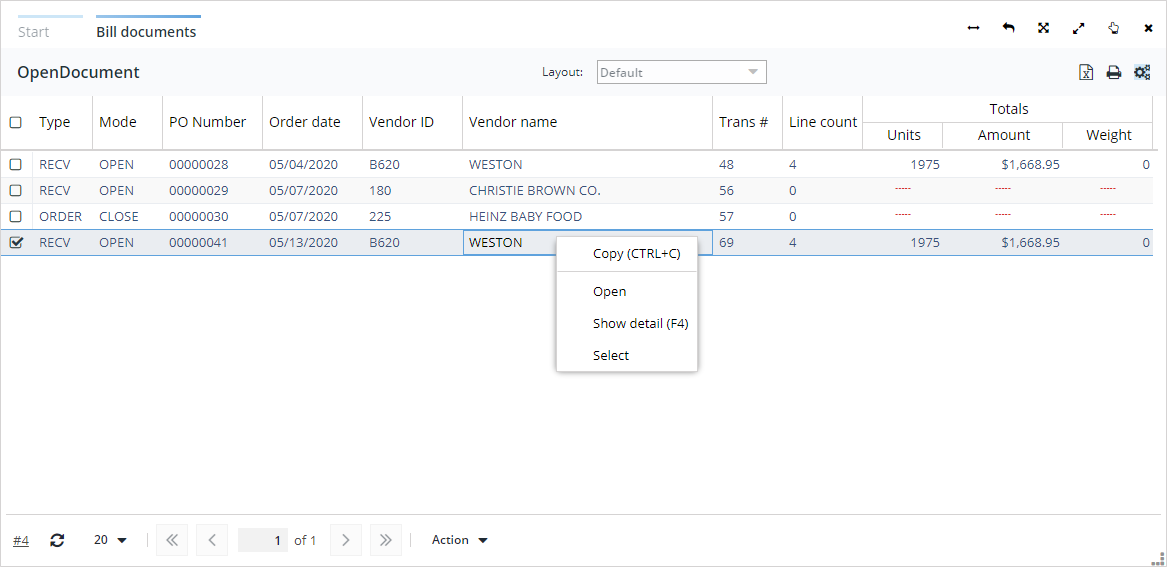 Start Bill documents
OpenDocument Layout: Default
Totals
Type Mode PO Number Order date Vendor ID Vendor name Trans # Line count
Units Amount Weight
RECV OPEN 00000028 05/04/2020 B620 WESTON 48 4 1975 $1,668.95 0
RECV OPEN 00000029 05/07/2020 180 CHRISTIE BROWN CO. 56 0 ----- ----- -----
ORDER CLOSE 00000030 05/07/2020 225 HEINZ BABY FOOD 57 0 ----- ----- -----
RECV OPEN 00000041 05/13/2020 B620 WESTON 69 4 1975 $1,668.95 0
Copy (CTRL+C)
Open
Show detail (F4)
Select
#4 20 1 of 1 Action